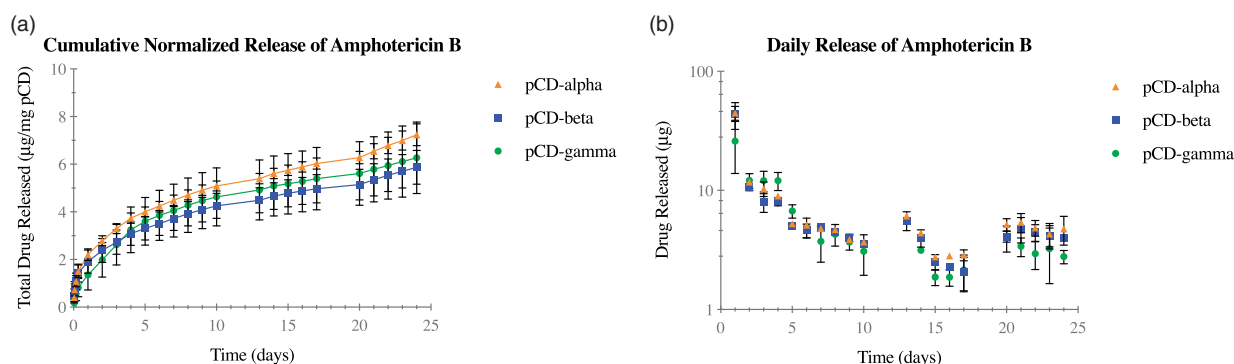 (a)
Cumulative Normalized Release of Amphotericin B
Total Drug Released (µg/mg pCD)
10
8
6
4
2
0
0 5 10 15 20 25
Time (days)
pCD-alpha
pCD-beta
pCD-gamma
(b)
Daily Release of Amphotericin B
Drug Released (µg)
100
10
1
0 5 10 15 20 25
Time (days)
pCD-alpha
pCD-beta
pCD-gamma